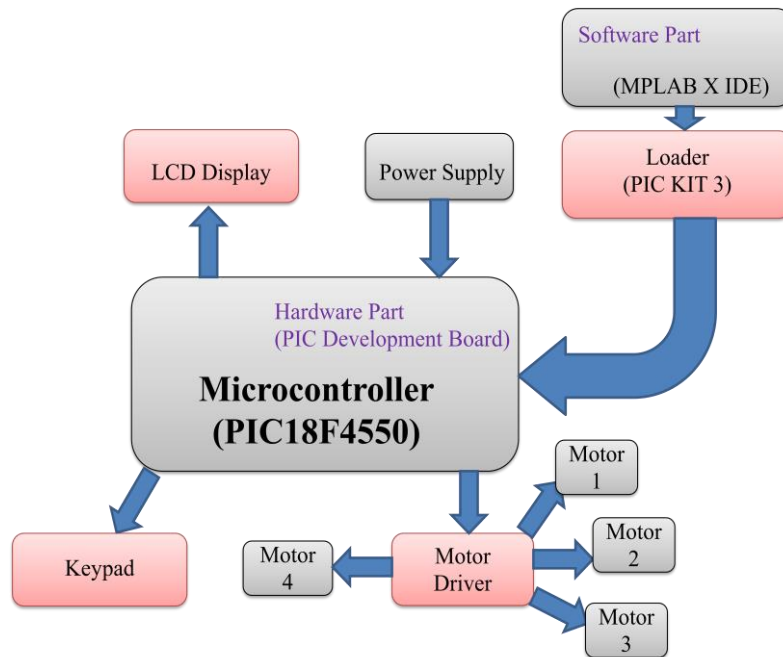 Software Part
(MPLAB X IDE)
LCD Display
Power Supply
Loader
(PIC KIT 3)
Hardware Part
(PIC Development Board)
Microcontroller
(PIC18F4550)
Motor
1
Keypad
Motor
4
Motor
Driver
Motor
2
Motor
3